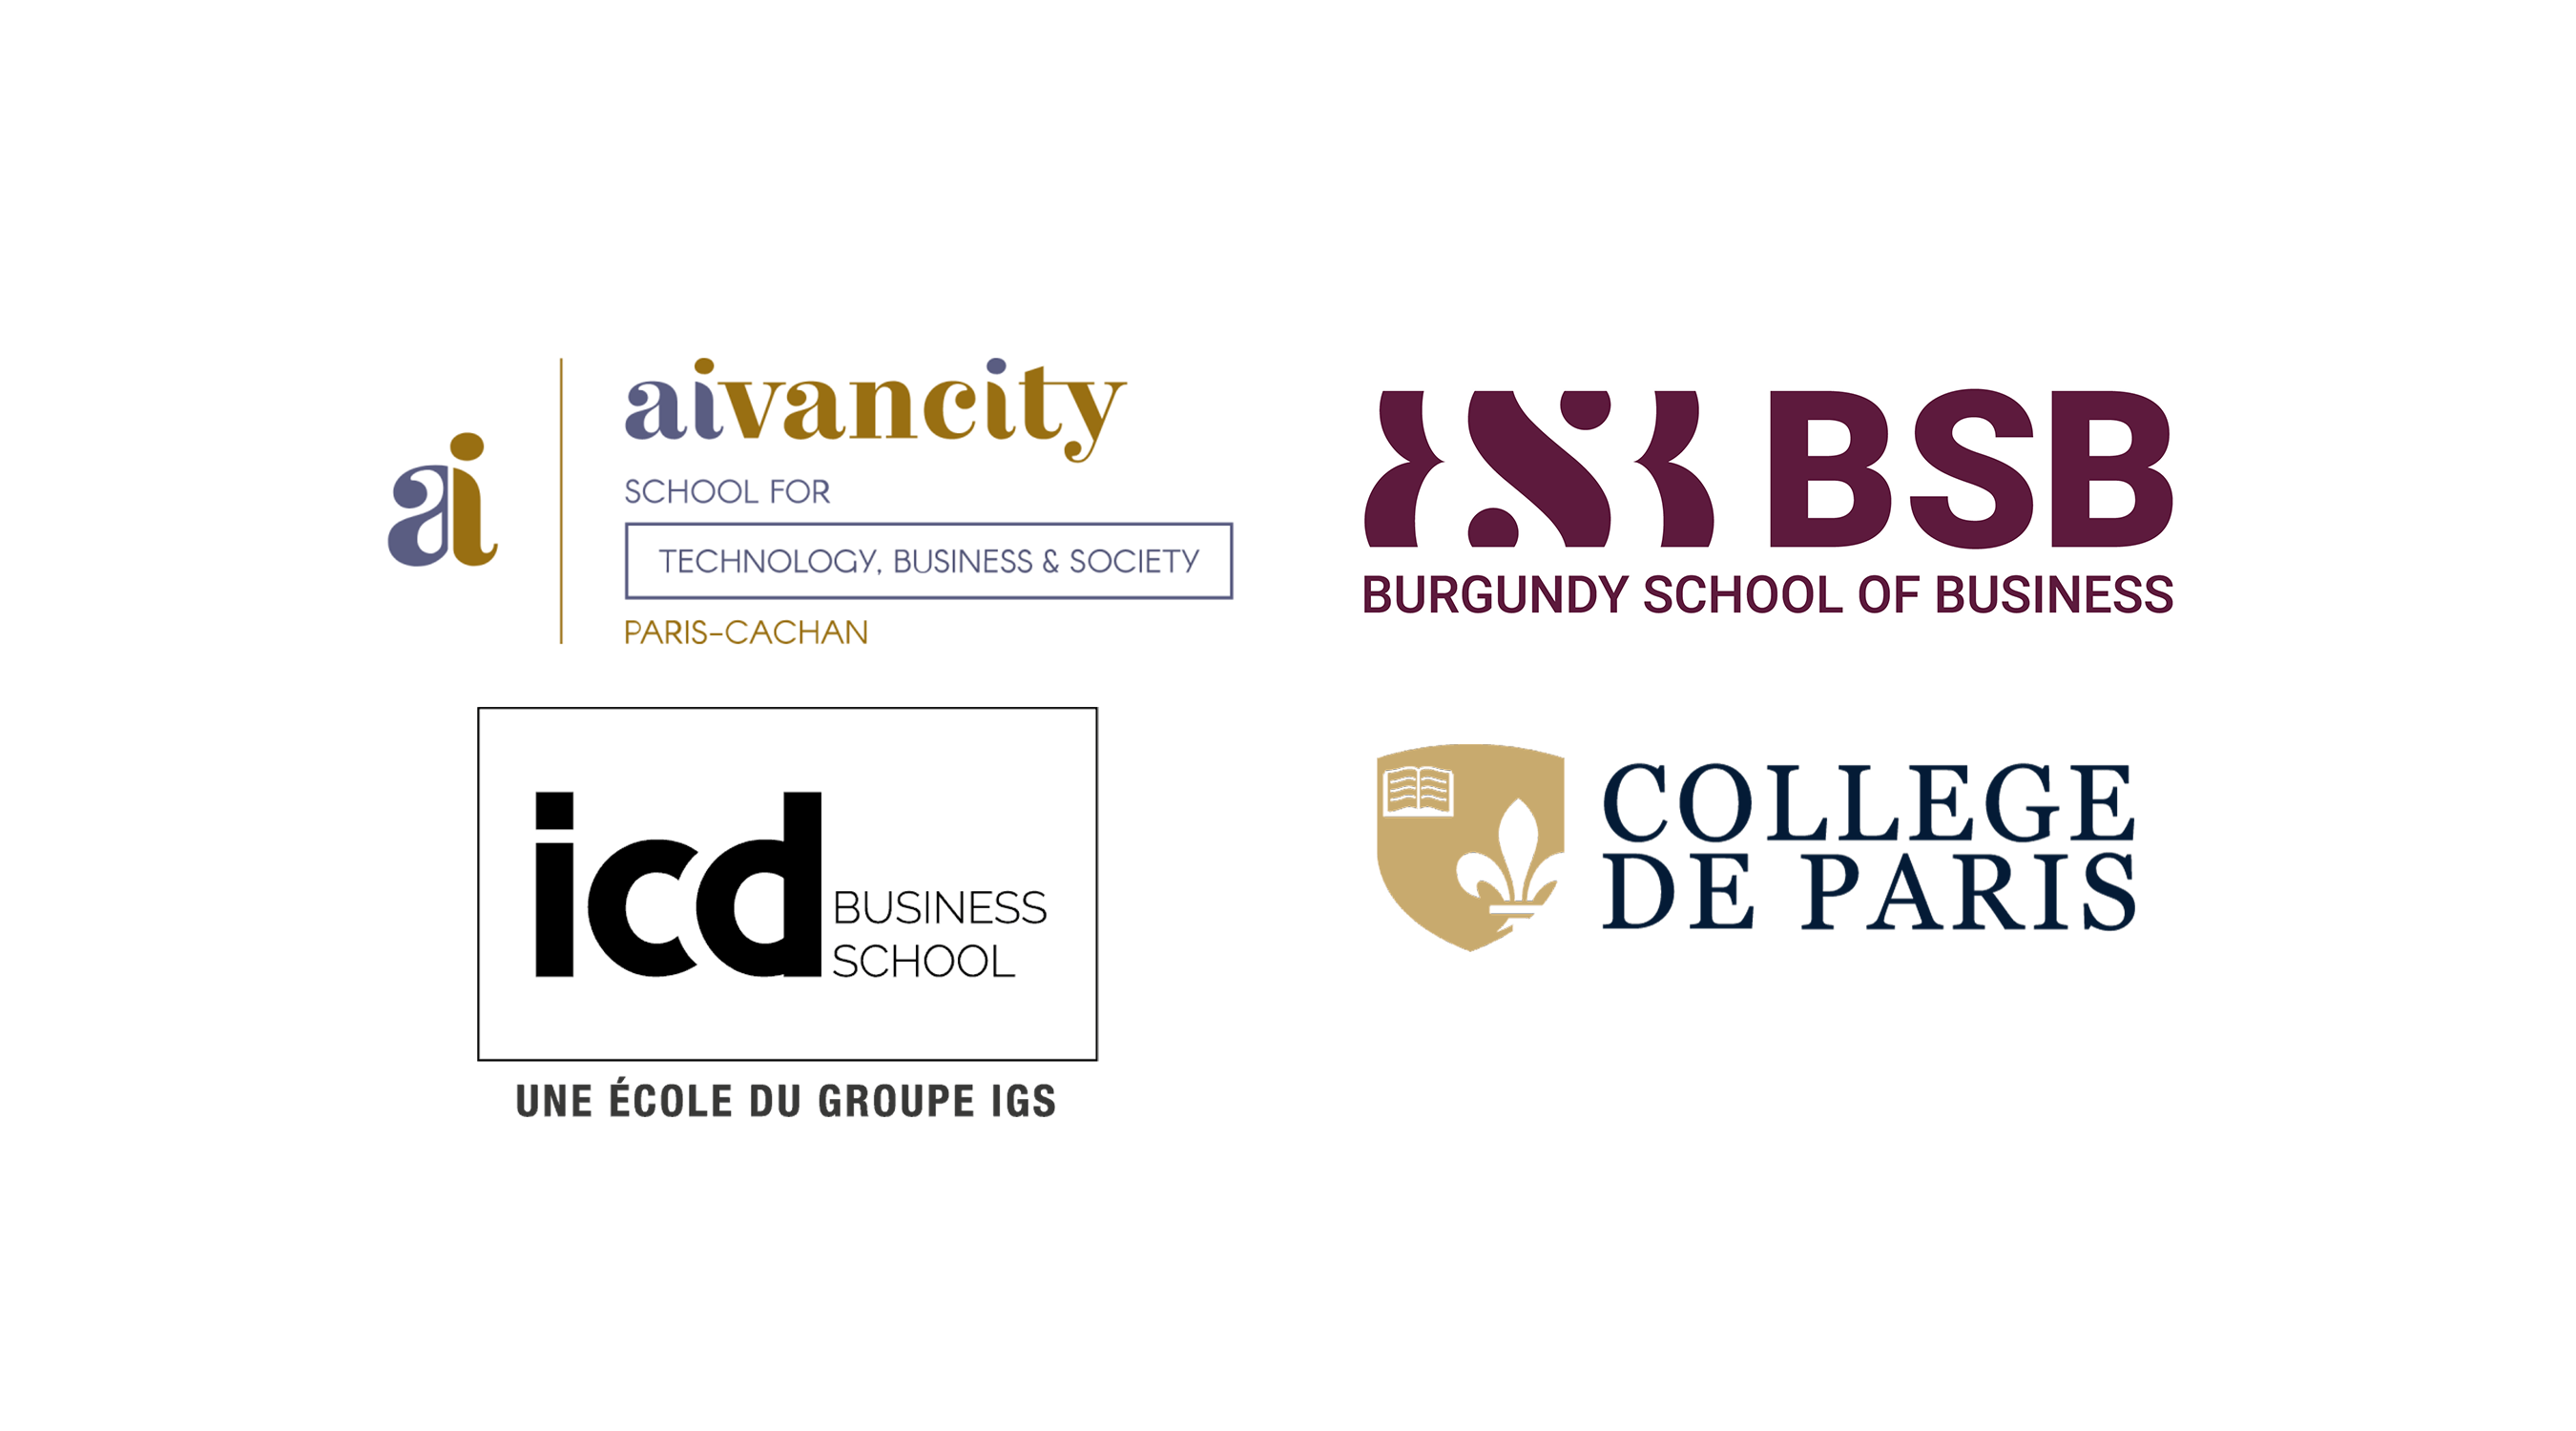 ai
aivancity
SCHOOL FOR
TECHNOLOGY, BUSINESS & SOCIETY
PARIS-CACHAN
BSB BSB
BURGUNDY SCHOOL OF BUSINESS
icd BUSINESS
SCHOOL
UNE ÉCOLE DU GROUPE IGS
COLLEGE
DE PARIS